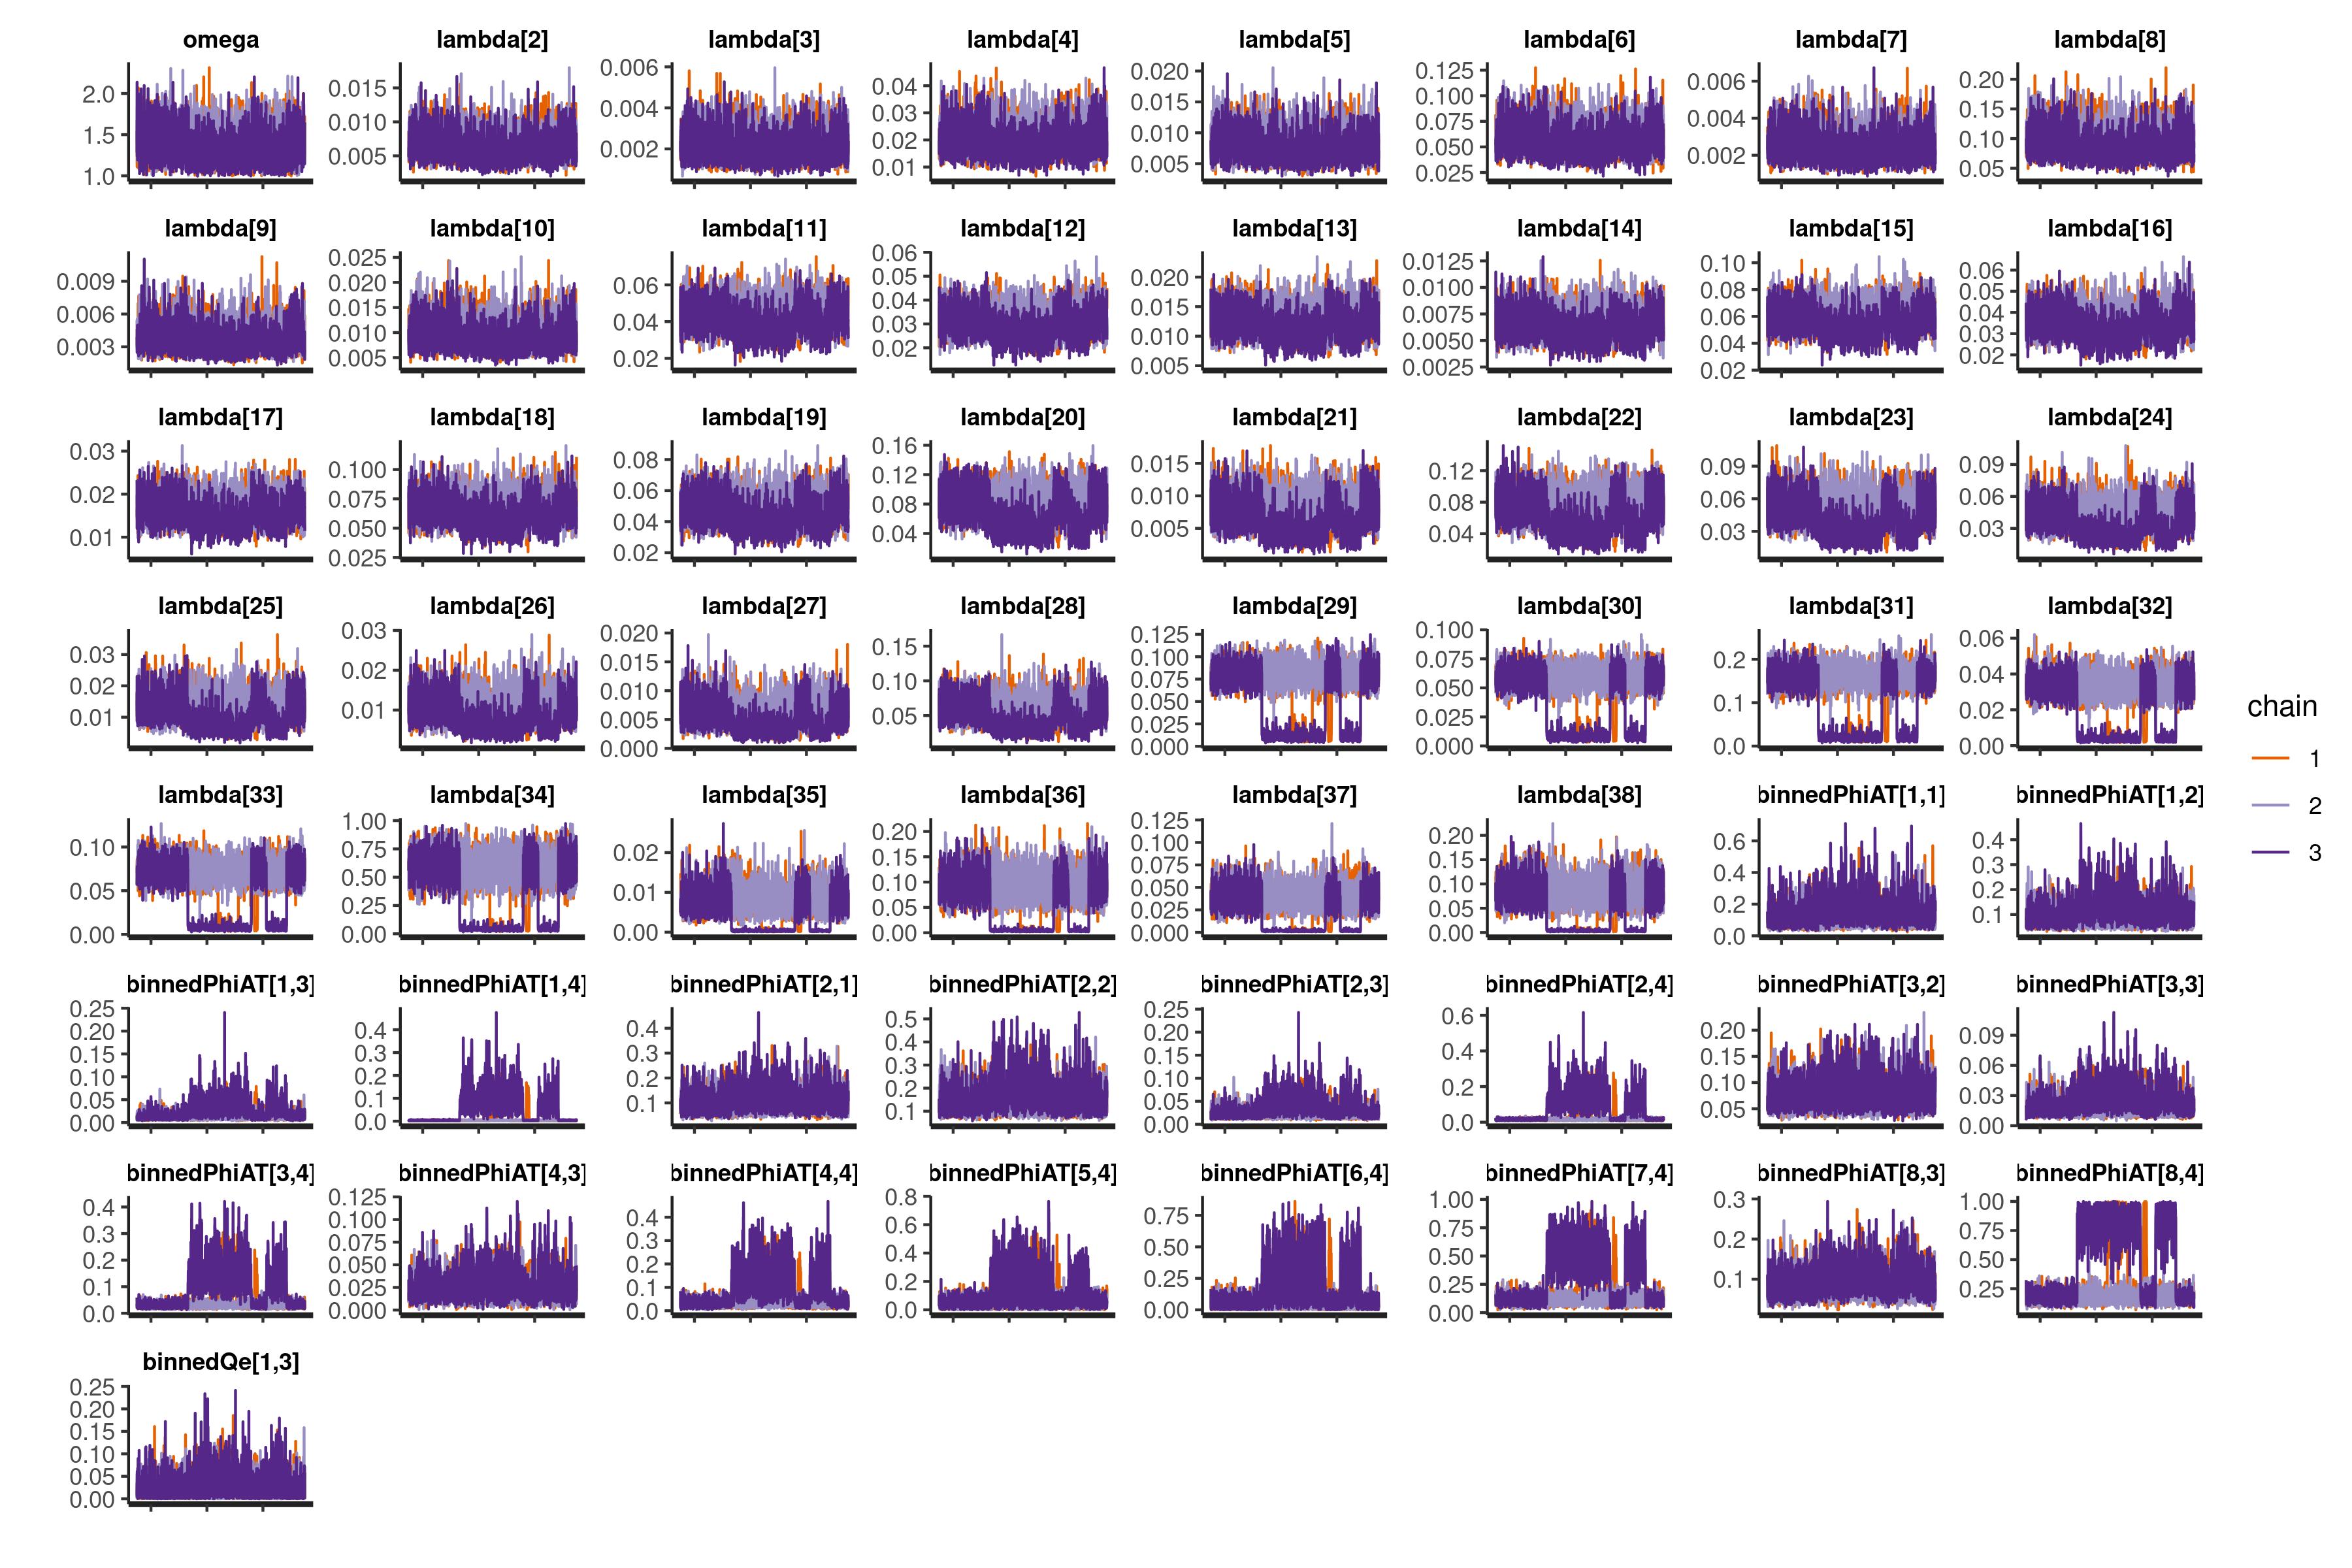 omega lambda[2] lambda[3] lambda[4] lambda[5] lambda[6] lambda[7] lambda[8]
2.0 1.5 1.0
0.015 0.010 0.005
0.006 0.004 0.002
0.04 0.03 0.02 0.01
0.020 0.015 0.010 0.005
0.125 0.100 0.075 0.050 0.025
0.006 0.004 0.002
0.20 0.15 0.10 0.05
lambda[9] lambda[10] lambda[11] lambda[12] lambda[13] lambda[14] lambda[15] lambda[16]
0.009 0.006 0.003
0.025 0.020 0.015 0.010 0.005
0.06 0.04 0.02
0.06 0.05 0.04 0.03 0.02
0.020 0.015 0.010 0.005
0.0125 0.0100 0.0075 0.0050 0.0025
0.10 0.08 0.06 0.04 0.02
0.06 0.05 0.04 0.03 0.02
lambda[17] lambda[18] lambda[19] lambda[20] lambda[21] lambda[22] lambda[23] lambda[24]
0.03 0.02 0.01
0.100 0.075 0.050 0.025
0.08 0.06 0.04 0.02
0.16 0.12 0.08 0.04
0.015 0.010 0.005
0.12 0.08 0.04
0.09 0.06 0.03
0.09 0.06 0.03
lambda[25] lambda[26] lambda[27] lambda[28] lambda[29] lambda[30] lambda[31] lambda[32]
0.03 0.02 0.01
0.03 0.02 0.01
0.020 0.015 0.010 0.005 0.000
0.15 0.10 0.05
0.125 0.100 0.075 0.050 0.025 0.000
0.100 0.075 0.050 0.025 0.000
0.2 0.1 0.0
0.06 0.04 0.02 0.00
chain
1
2
3
lambda[33] lambda[34] lambda[35] lambda[36] lambda[37] lambda[38] binnedPhiAT[1,1] binnedPhiAT[1,2]
0.10 0.05 0.00
1.00 0.75 0.50 0.25 0.00
0.02 0.01 0.00
0.20 0.15 0.10 0.05 0.00
0.125 0.100 0.075 0.050 0.025 0.000
0.20 0.15 0.10 0.05 0.00
0.6 0.4 0.2 0.0
0.4 0.3 0.2 0.1
binnedPhiAT[1,3] binnedPhiAT[1,4] binnedPhiAT[2,1] binnedPhiAT[2,2] binnedPhiAT[2,3] binnedPhiAT[2,4] binnedPhiAT[3,2] binnedPhiAT[3,3]
0.25 0.20 0.15 0.10 0.05 0.00
0.4 0.3 0.2 0.1 0.0
0.4 0.3 0.2 0.1
0.5 0.4 0.3 0.2 0.1
0.25 0.20 0.15 0.10 0.05 0.00
0.6 0.4 0.2 0.0
0.20 0.15 0.10 0.05
0.09 0.06 0.03 0.00
binnedPhiAT[3,4] binnedPhiAT[4,3] binnedPhiAT[4,4] binnedPhiAT[5,4] binnedPhiAT[6,4] binnedPhiAT[7,4] binnedPhiAT[8,3] binnedPhiAT[8,4]
0.4 0.3 0.2 0.1 0.0
0.125 0.100 0.075 0.050 0.025 0.000
0.4 0.3 0.2 0.1 0.0
0.8 0.6 0.4 0.2 0.0
0.75 0.50 0.25 0.00
1.00 0.75 0.50 0.25 0.00
0.3 0.2 0.1
1.00 0.75 0.50 0.25
binnedQe[1,3]
0.25 0.20 0.15 0.10 0.05 0.00